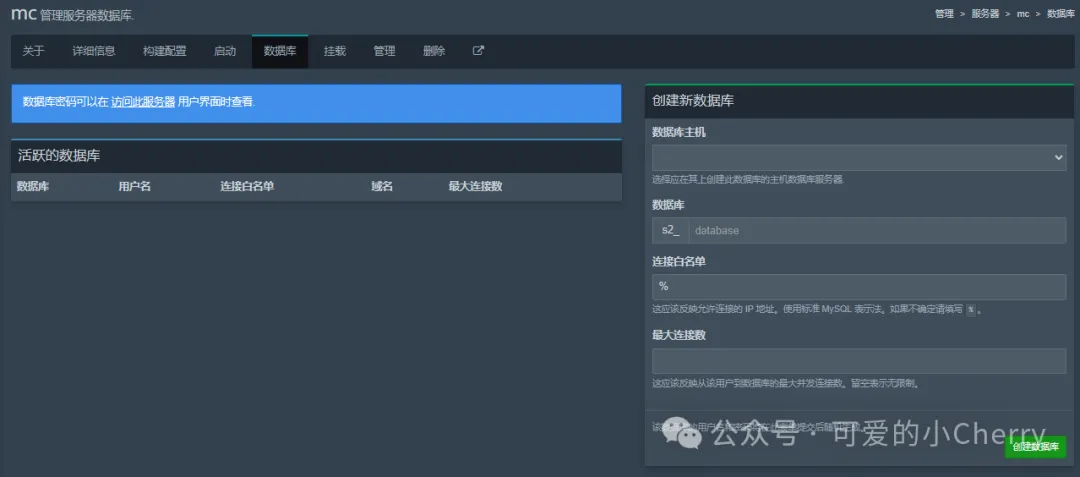 mc 管理服务器数据库.
管理 > 服务器 > mc > 数据库
关于 详细信息 构建配置 启动 数据库 挂载 管理 删除
数据库密码可以在 访问此服务器 用户界面时查看.
活跃的数据库
数据库 用户名 连接白名单 域名 最大连接数
创建新数据库
数据库主机
选择应在其上创建此数据库的主机数据库服务器.
数据库
s2_ database
连接白名单
%
这应该反映允许连接的 IP 地址。使用标准 MySQL 表示法。如果不确定请填写 % 。
最大连接数
这应该反映从该用户到数据库的最大并发连接数。留空表示无限制。
公众号 · 可爱的小Cherry
创建数据库